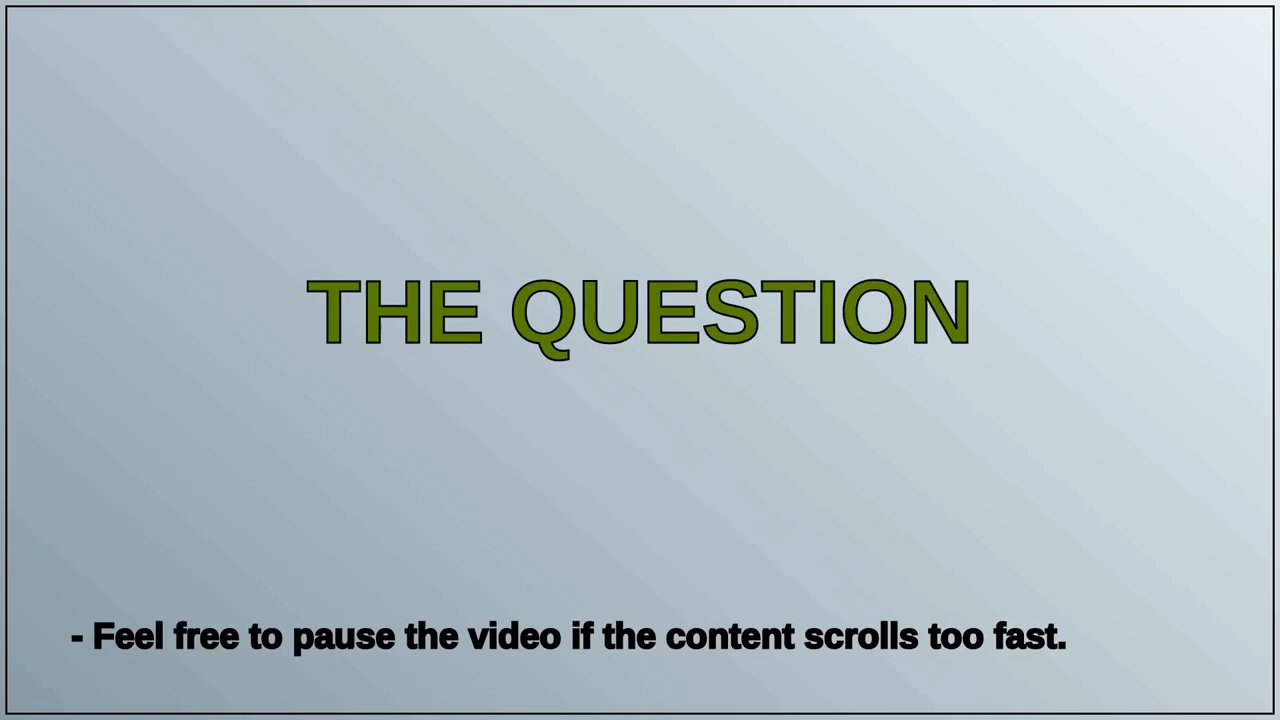 THE QUESTION
- Feel free to pause the video if the content scrolls too fast.